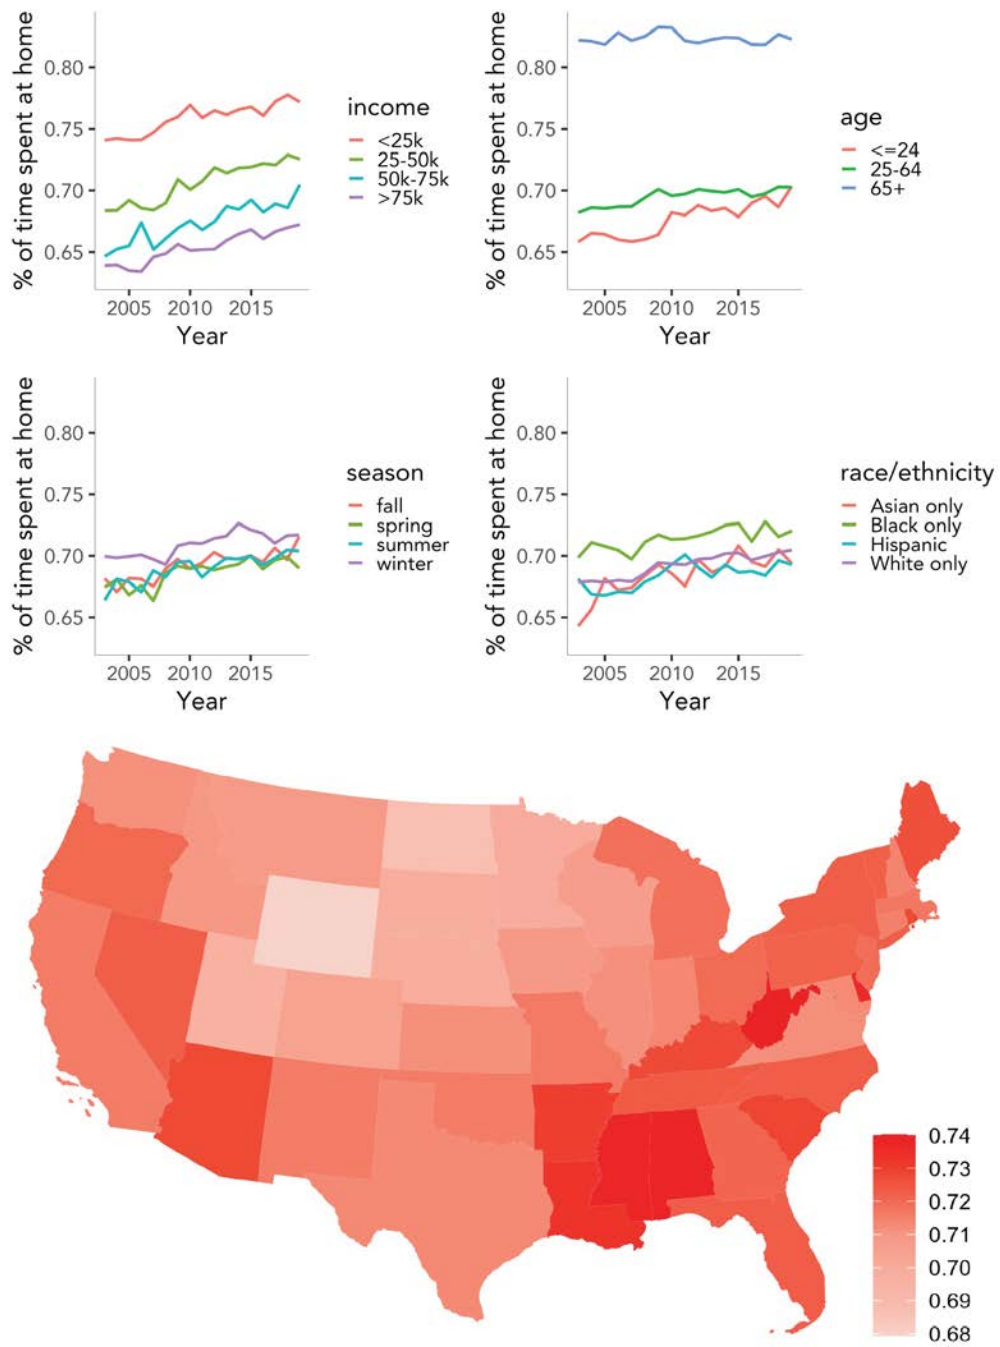 % of time spent at home
0.80
0.75
0.70
0.65
2005 2010 2015
Year
income
<25k
25-50k
50k-75k
>75k
% of time spent at home
0.80
0.75
0.70
0.65
2005 2010 2015
Year
age
<=24
25-64
65+
% of time spent at home
0.80
0.75
0.70
0.65
2005 2010 2015
Year
season
fall
spring
summer
winter
% of time spent at home
0.80
0.75
0.70
0.65
2005 2010 2015
Year
race/ethnicity
Asian only
Black only
Hispanic
White only
0.74
0.73
0.72
0.71
0.70
0.69
0.68